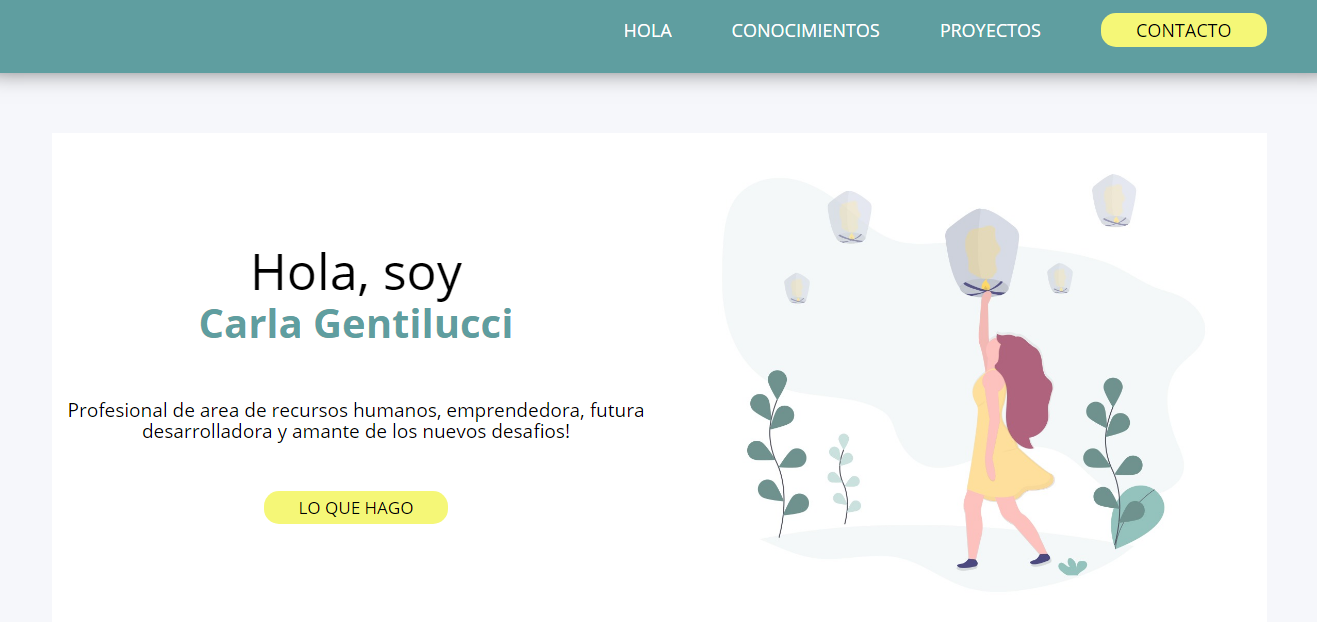 HOLA CONOCIMIENTOS PROYECTOS CONTACTO
Hola, soy
Carla Gentilucci
Profesional de area de recursos humanos, emprendedora, futura
desarrolladora y amante de los nuevos desafios!
LO QUE HAGO